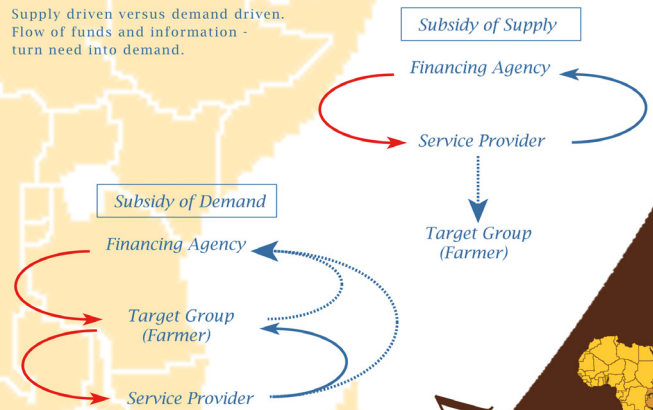 Supply driven versus demand driven.
Flow of funds and information -
turn need into demand.
Subsidy of Supply
Financing Agency
Service Provider
Target Group
(Farmer)
Subsidy of Demand
Financing Agency
Target Group
(Farmer)
Service Provider